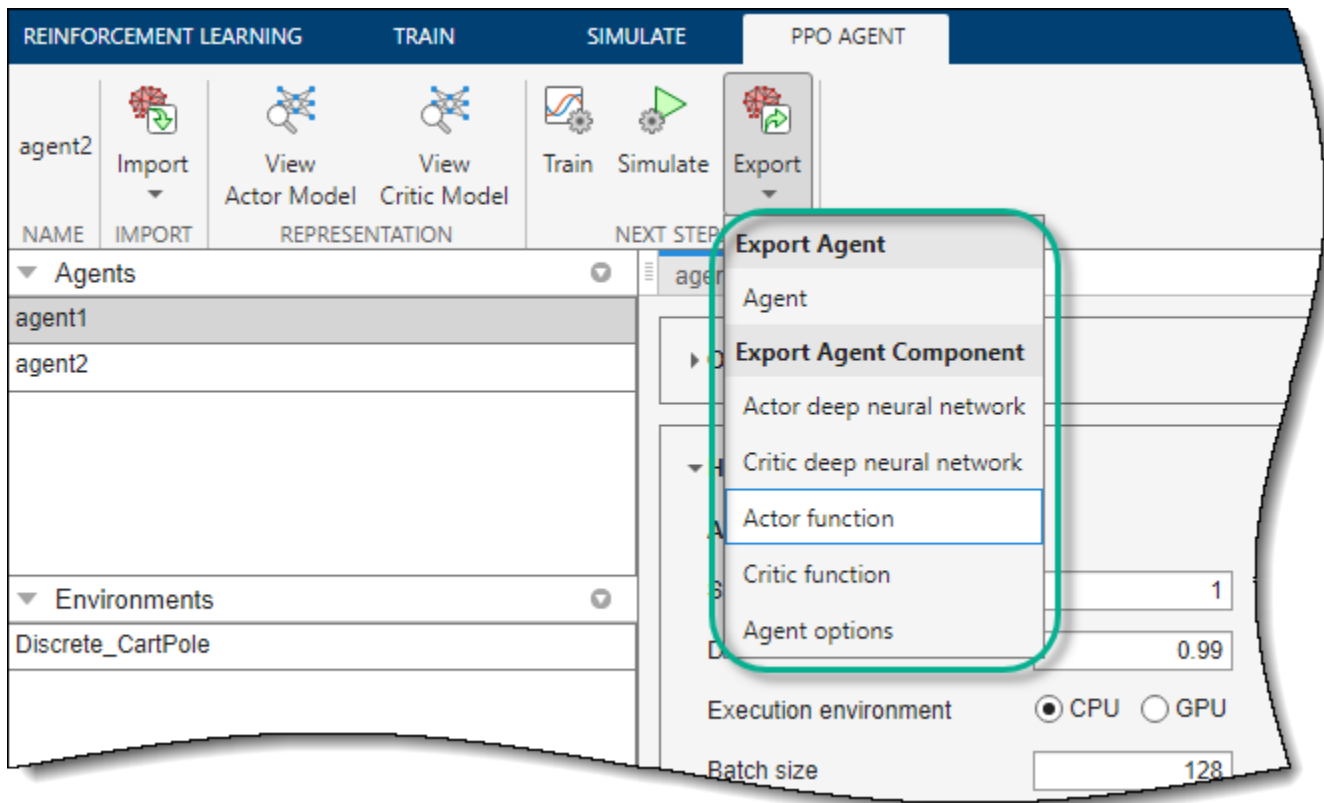 REINFORCEMENT LEARNING TRAIN SIMULATE PPO AGENT
agent2
Import
View
Actor Model
View
Critic Model
Train
Simulate
Export
NAME IMPORT REPRESENTATION NEXT STEP
Agents
agent1
agent2
Environments
Discrete_CartPole
Export Agent
Agent
Export Agent Component
Actor deep neural network
Critic deep neural network
Actor function
Critic function
Agent options
1
0.99
Execution environment CPU GPU
Batch size 128